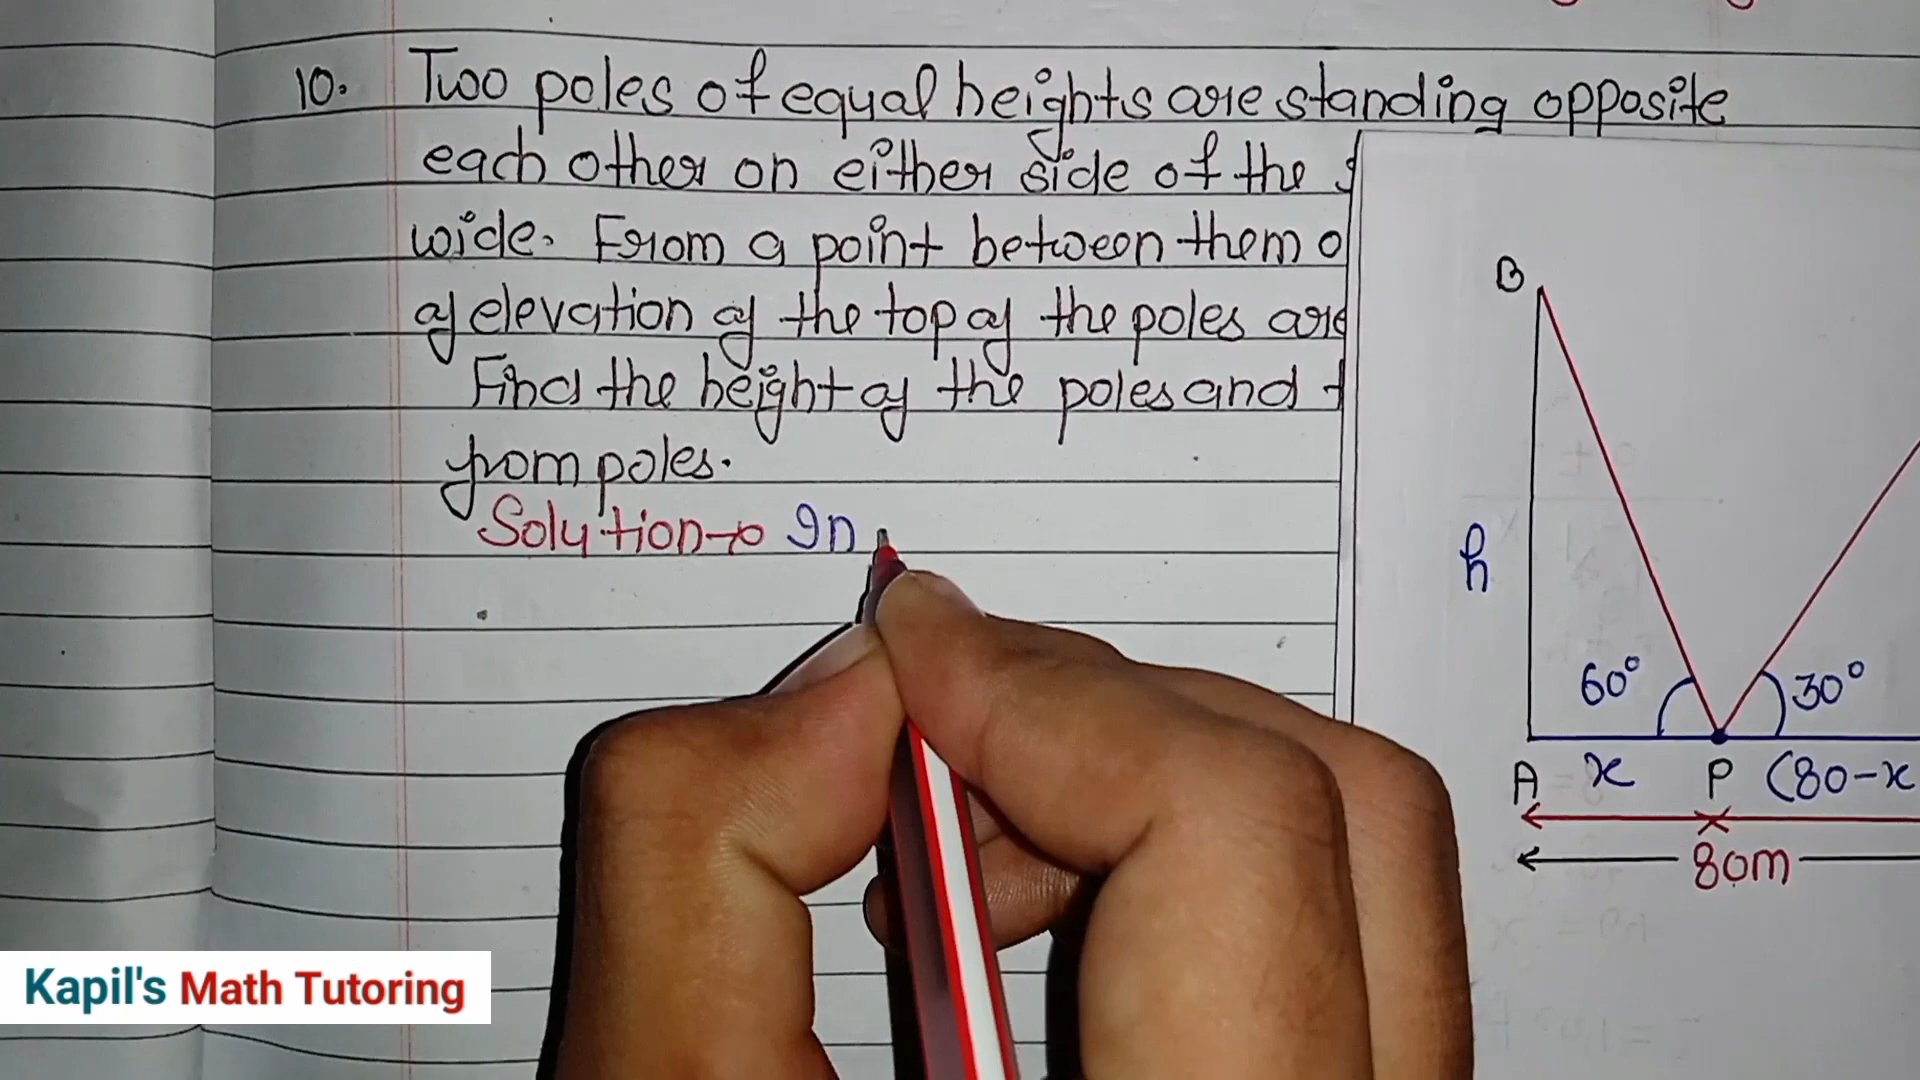 10. Two poles of equal heights are standing opposite
each other on either side of the
wide. From a point between them
of elevation of the top of the poles are
Find the height of the poles and
from poles.
Solution→ In
B
h
60° 30°
A x P (80-x
80m
Kapil's Math Tutoring